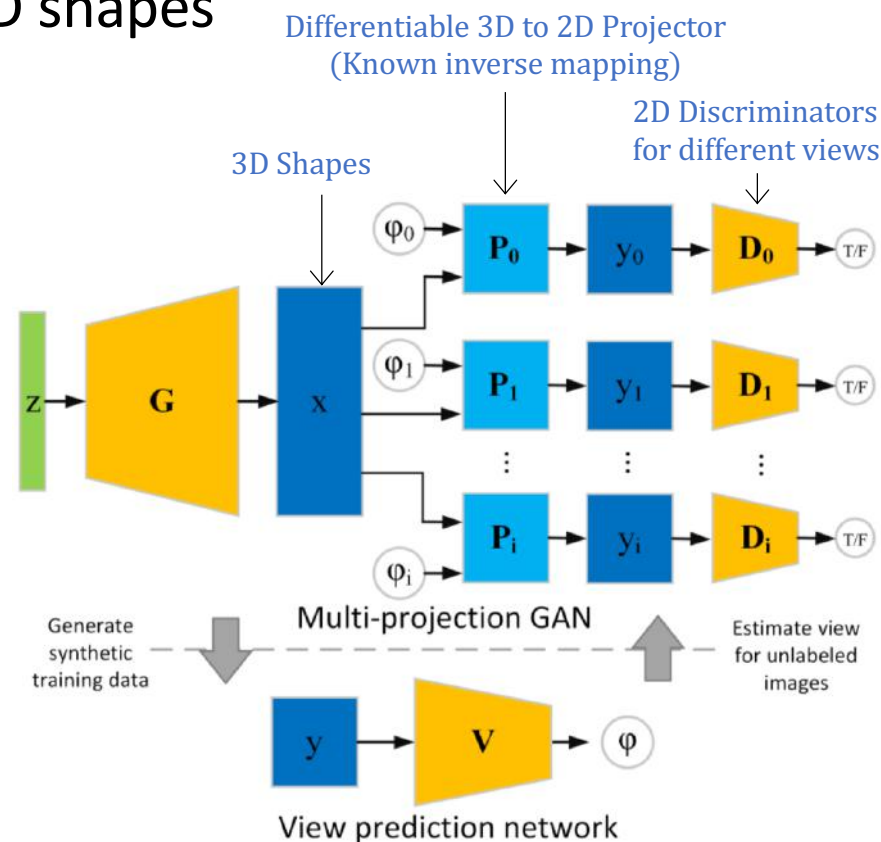 D shapes
Differentiable 3D to 2D Projector
(Known inverse mapping)
2D Discriminators
for different views
3D Shapes
φ₀
P₀
y₀
D₀
T/F
z
G
x
φ₁
P₁
y₁
D₁
T/F
⋮ ⋮ ⋮
Pᵢ
yᵢ
Dᵢ
T/F
φᵢ
Multi-projection GAN
Generate
synthetic
training data
Estimate view
for unlabeled
images
y
V
φ
View prediction network